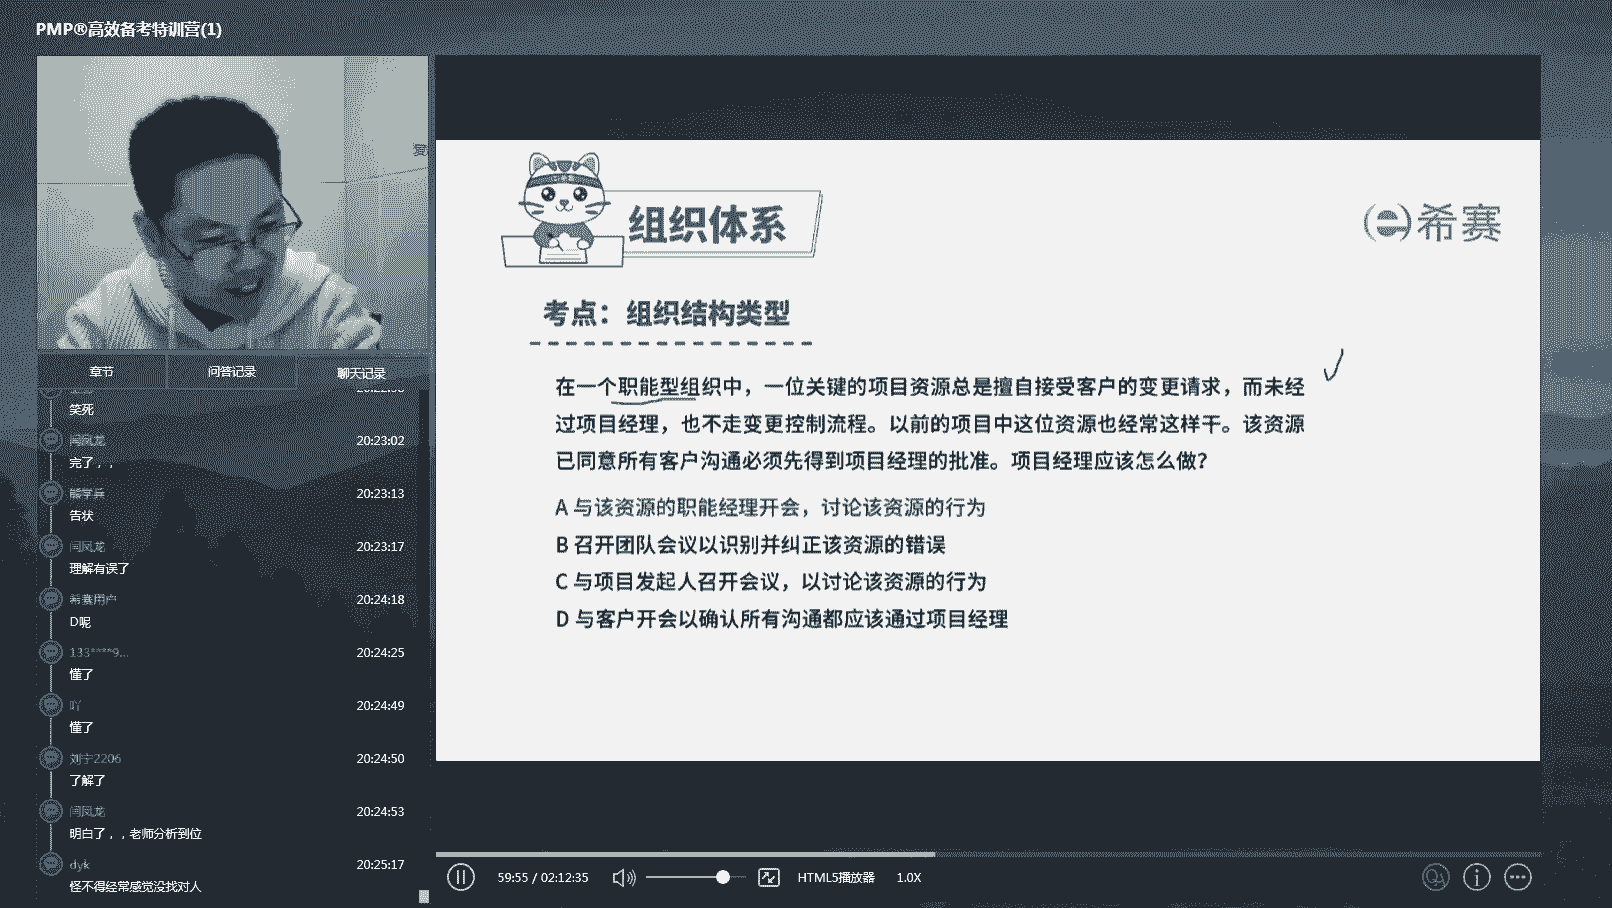 PMP®高效备考特训营(1)
章节
问答记录
聊天记录
笑死
闫凤龙
20:23:02
完了，，
熊学兵
20:23:13
告状
闫凤龙
20:23:17
理解有误了
希赛用户
20:24:18
D呢
133****9...
20:24:25
懂了
吖
20:24:49
懂了
刘宁2206
20:24:50
了解了
闫凤龙
20:24:53
明白了，，老师分析到位
dyk
20:25:17
怪不得经常感觉没找对人
组织体系
希赛
考点：组织结构类型
在一个职能型组织中，一位关键的项目资源总是擅自接受客户的变更请求，而未经
过项目经理，也不走变更控制流程。以前的项目中这位资源也经常这样干。该资源
已同意所有客户沟通必须先得到项目经理的批准。项目经理应该怎么做？
A 与该资源的职能经理开会，讨论该资源的行为
B 召开团队会议以识别并纠正该资源的错误
C 与项目发起人召开会议，以讨论该资源的行为
D 与客户开会以确认所有沟通都应该通过项目经理
59:55 / 02:12:35
HTML5播放器
1.0X